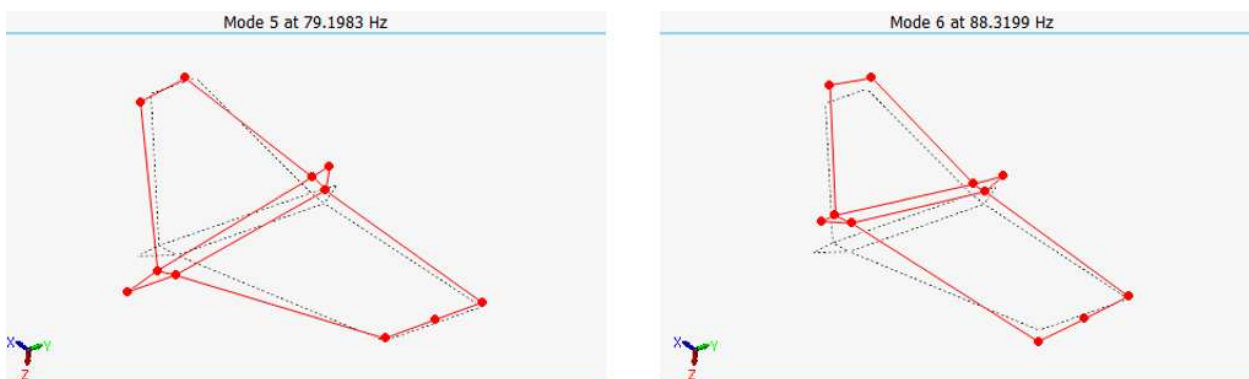 Mode 5 at 79.1983 Hz
Mode 6 at 88.3199 Hz
X Y
Z
X Y
Z